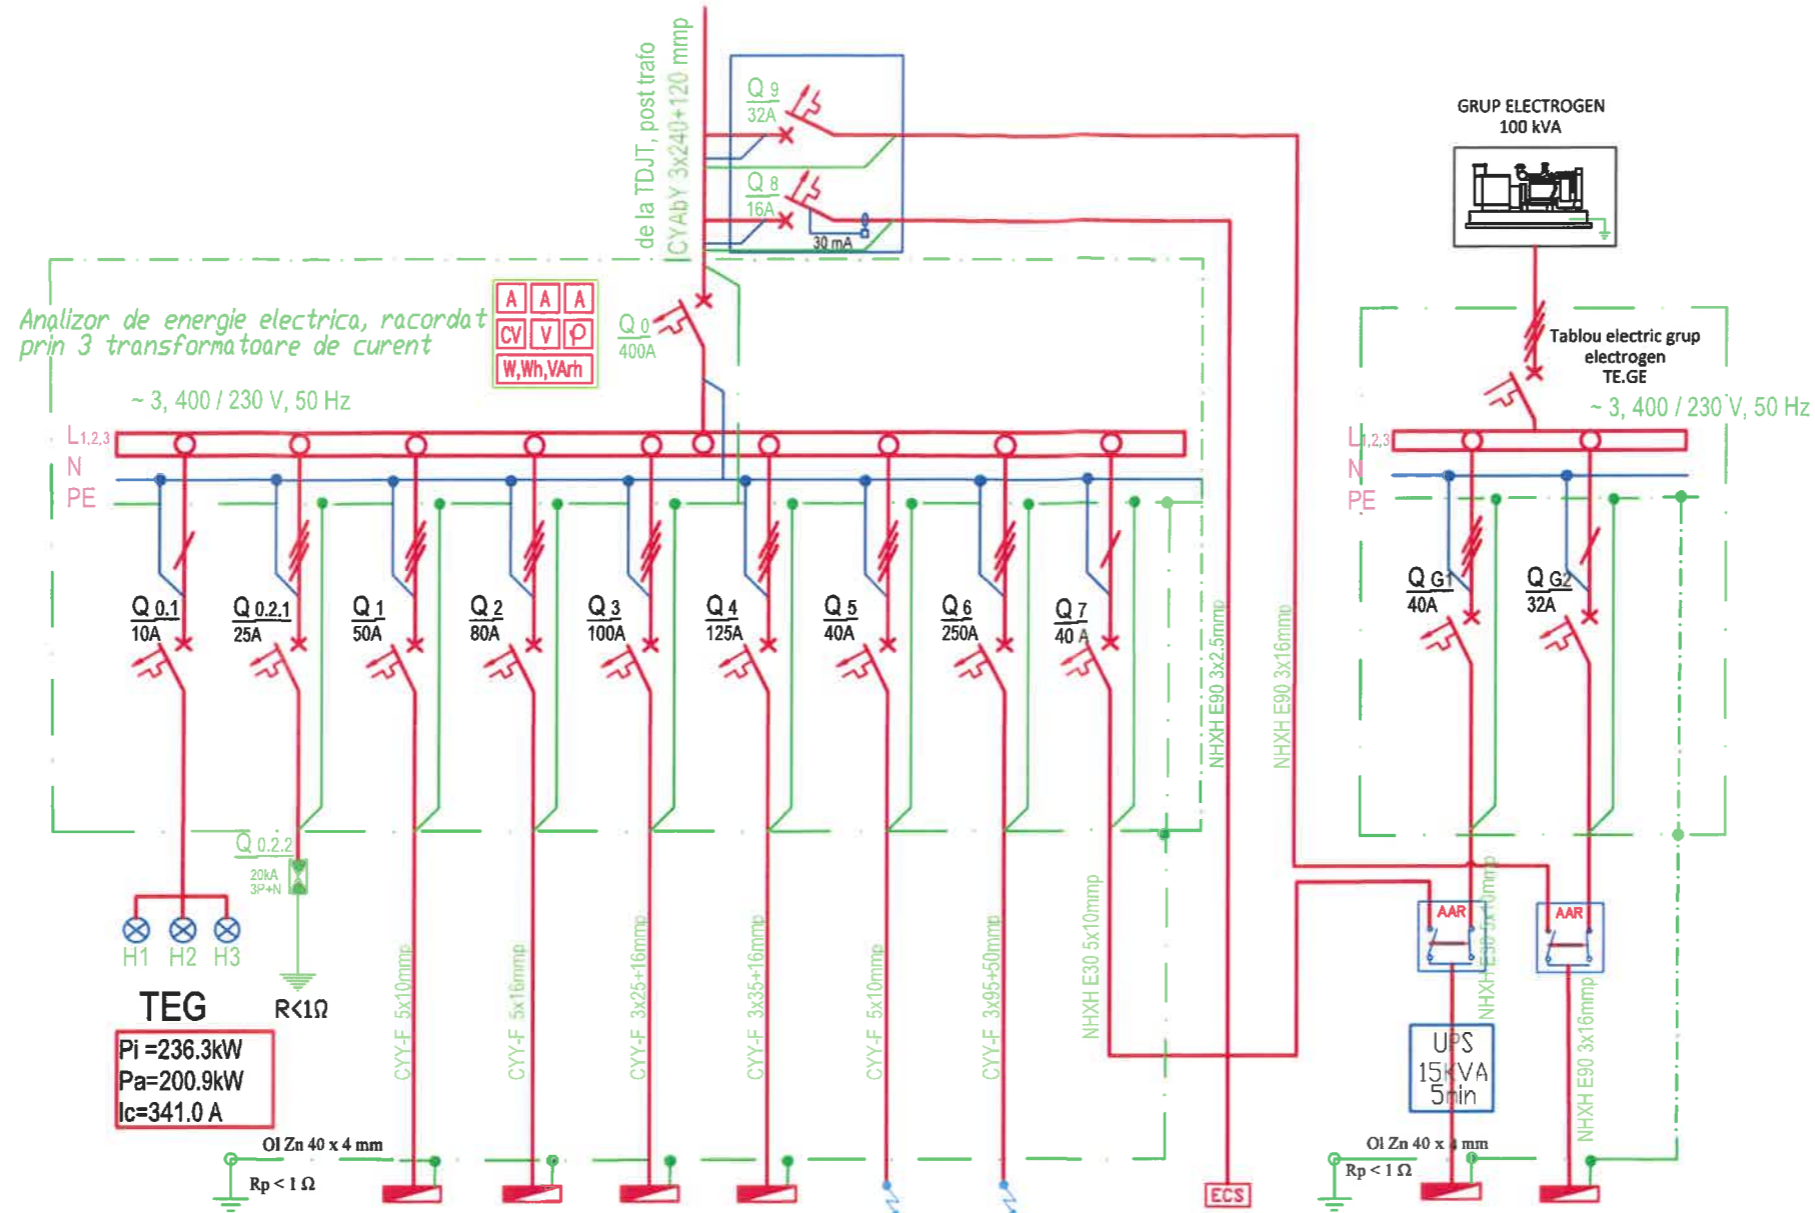 de la TDJT, post trafo
CYAbY 3x240+120 mmp
Q 9
32A
Q 8
16A
30 mA
GRUP ELECTROGEN
100 kVA
Analizor de energie electrica, racordat
prin 3 transformatoare de curent
A A A
CV V φ
W,Wh,VArh
Q 0
400A
~ 3, 400 / 230 V, 50 Hz
Tablou electric grup
electrogen
TE.GE
~ 3, 400 / 230 V, 50 Hz
L1,2,3
N
PE
L1,2,3
N
PE
Q 0.1
10A
Q 0.2.1
25A
Q 1
50A
Q 2
80A
Q 3
100A
Q 4
125A
Q 5
40A
Q 6
250A
Q 7
40 A
Q G1
40A
Q G2
32A
NHXH E90 3x2.5mmp
NHXH E90 3x16mmp
Q 0.2.2
20kA
3P+N
H1 H2 H3
R<1Ω
CYY-F 5x10mmp
CYY-F 5x16mmp
CYY-F 3x25+16mmp
CYY-F 3x35+16mmp
CYY-F 5x10mmp
CYY-F 3x95+50mmp
NHXH E30 5x10mmp
AAR
AAR
NHXH E30 5x10mmp
NHXH E90 3x16mmp
UPS
15KVA
5min
TEG
Pi =236.3kW
Pa=200.9kW
Ic=341.0 A
Ol Zn 40 x 4 mm
Rp < 1 Ω
ECS
Ol Zn 40 x 4 mm
Rp < 1 Ω